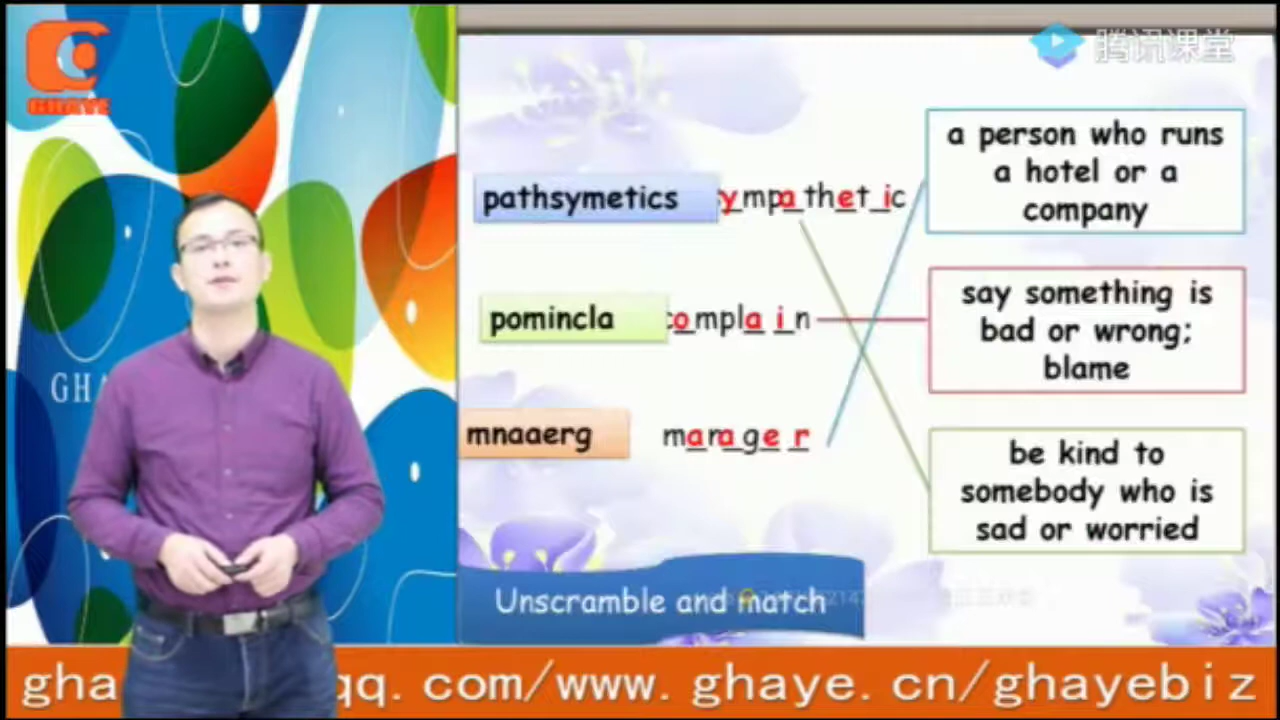 GHAYE
腾讯课堂
a person who runs
a hotel or a
company
pathsymetics
sympathetic
say something is
bad or wrong;
blame
pomincla
complain
mnaaerg
manager
be kind to
somebody who is
sad or worried
GHA
Unscramble and match
gha qq.com/www.ghaye.cn/ghayebiz